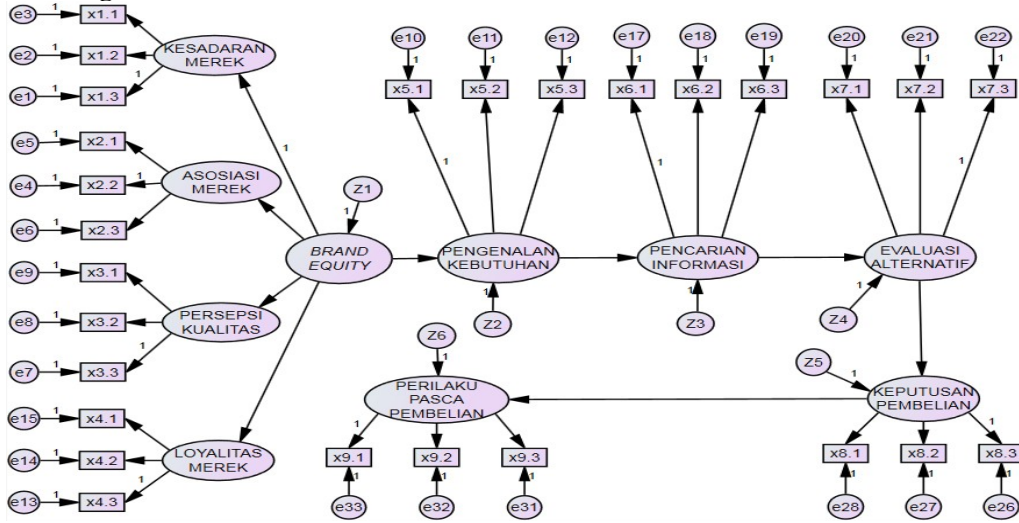 e3 1 x1.1
e2 1 x1.2
e1 1 x1.3
1
KESADARAN
MEREK
e5 1 x2.1
e4 1 x2.2
e6 1 x2.3
1
ASOSIASI
MEREK
e9 1 x3.1
e8 1 x3.2
e7 1 x3.3
1
PERSEPSI
KUALITAS
e15 1 x4.1
e14 1 x4.2
e13 1 x4.3
1
LOYALITAS
MEREK
1
Z1
1
BRAND
EQUITY
e10 e11 e12
1 1 1
x5.1 x5.2 x5.3
1
PENGENALAN
KEBUTUHAN
1
Z2
e17 e18 e19
1 1 1
x6.1 x6.2 x6.3
1
PENCARIAN
INFORMASI
1
Z3
e20 e21 e22
1 1 1
x7.1 x7.2 x7.3
1
EVALUASI
ALTERNATIF
1
Z4
Z6
1
PERILAKU
PASCA
PEMBELIAN
1
x9.1 x9.2 x9.3
1 1 1
e33 e32 e31
Z5
1
KEPUTUSAN
PEMBELIAN
1
x8.1 x8.2 x8.3
1 1 1
e28 e27 e26